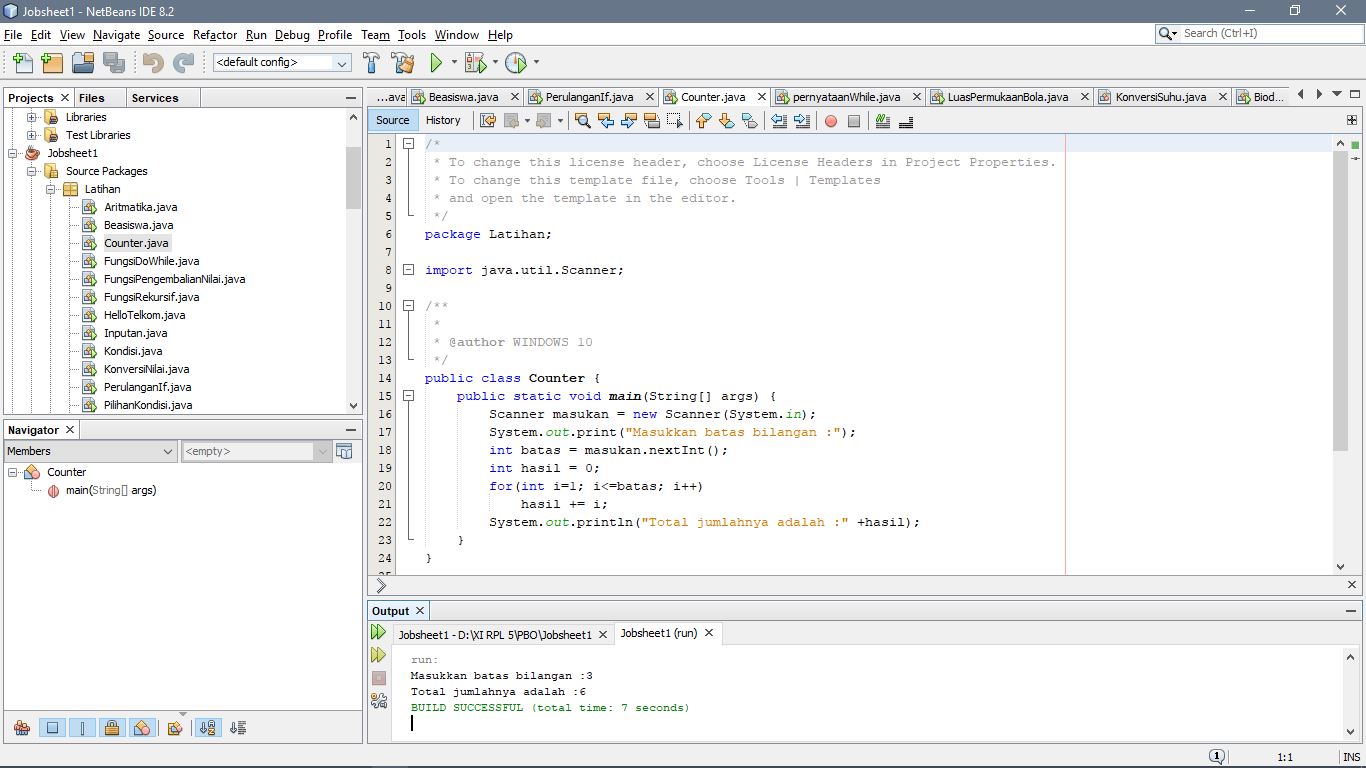 Jobsheet1 - NetBeans IDE 8.2
File Edit View Navigate Source Refactor Run Debug Profile Team Tools Window Help
Search (Ctrl+I)
<default config>
Projects Files Services
Libraries
Test Libraries
Jobsheet1
Source Packages
Latihan
Aritmatika.java
Beasiswa.java
Counter.java
FungsiDoWhile.java
FungsiPengembalianNilai.java
FungsiRekursif.java
HelloTelkom.java
Inputan.java
Kondisi.java
KonversiNilai.java
PerulanganIf.java
PilihanKondisi.java
Navigator
Members <empty>
Counter
main(String[] args)
...ava Beasiswa.java PerulanganIf.java Counter.java pernyataanWhile.java LuasPermukaanBola.java KonversiSuhu.java Biod...
Source History
1 /*
2 * To change this license header, choose License Headers in Project Properties.
3 * To change this template file, choose Tools | Templates
4 * and open the template in the editor.
5 */
6 package Latihan;
7
8 import java.util.Scanner;
9
10 /**
11 *
12 * @author WINDOWS 10
13 */
14 public class Counter {
15 public static void main(String[] args) {
16 Scanner masukan = new Scanner(System.in);
17 System.out.print("Masukkan batas bilangan :");
18 int batas = masukan.nextInt();
19 int hasil = 0;
20 for(int i=1; i<=batas; i++)
21 hasil += i;
22 System.out.println("Total jumlahnya adalah :" +hasil);
23 }
24 }
25
Output
Jobsheet1 - D:\XI RPL 5\PBO\Jobsheet1 Jobsheet1 (run)
run:
Masukkan batas bilangan :3
Total jumlahnya adalah :6
BUILD SUCCESSFUL (total time: 7 seconds)
1 1:1 INS